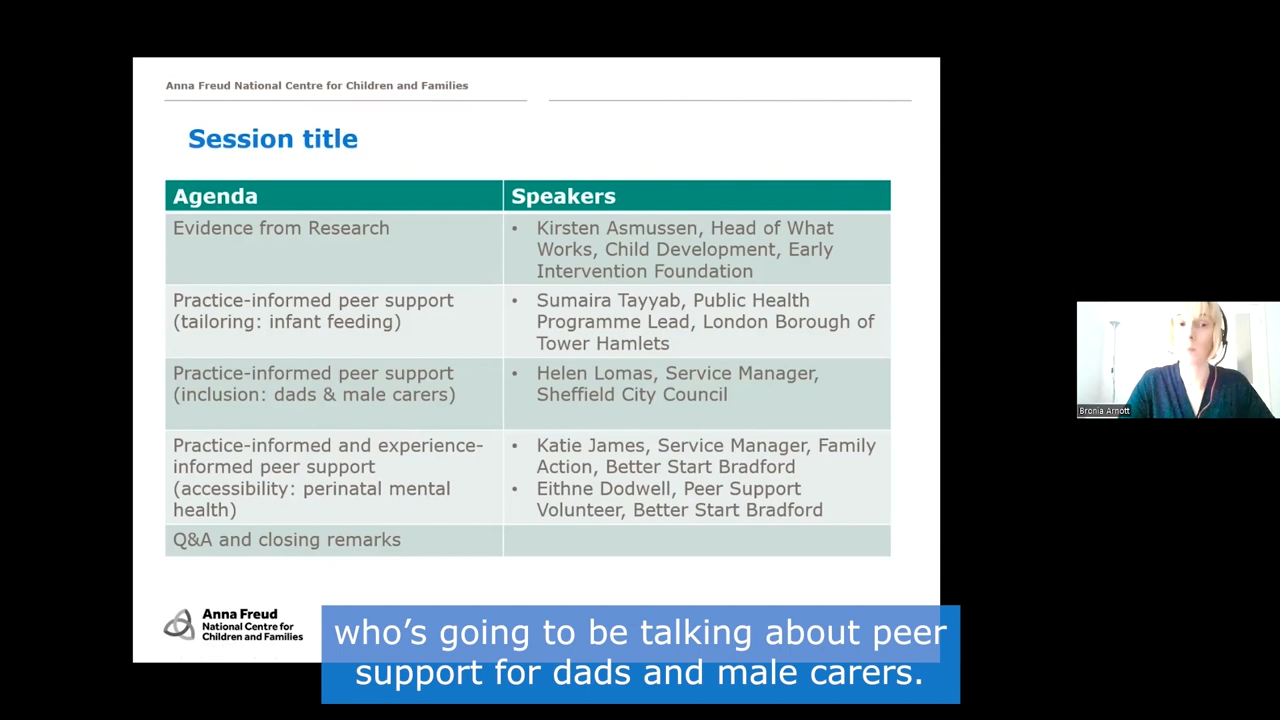 Anna Freud National Centre for Children and Families
Session title
Agenda
Speakers
Evidence from Research
• Kirsten Asmussen, Head of What
Works, Child Development, Early
Intervention Foundation
Practice-informed peer support
(tailoring: infant feeding)
• Sumaira Tayyab, Public Health
Programme Lead, London Borough of
Tower Hamlets
Practice-informed peer support
(inclusion: dads & male carers)
• Helen Lomas, Service Manager,
Sheffield City Council
Practice-informed and experience-
informed peer support
(accessibility: perinatal mental
health)
• Katie James, Service Manager, Family
Action, Better Start Bradford
• Eithne Dodwell, Peer Support
Volunteer, Better Start Bradford
Q&A and closing remarks
Anna Freud
National Centre for
Children and Families
who’s going to be talking about peer
support for dads and male carers.
Bronia Arnott